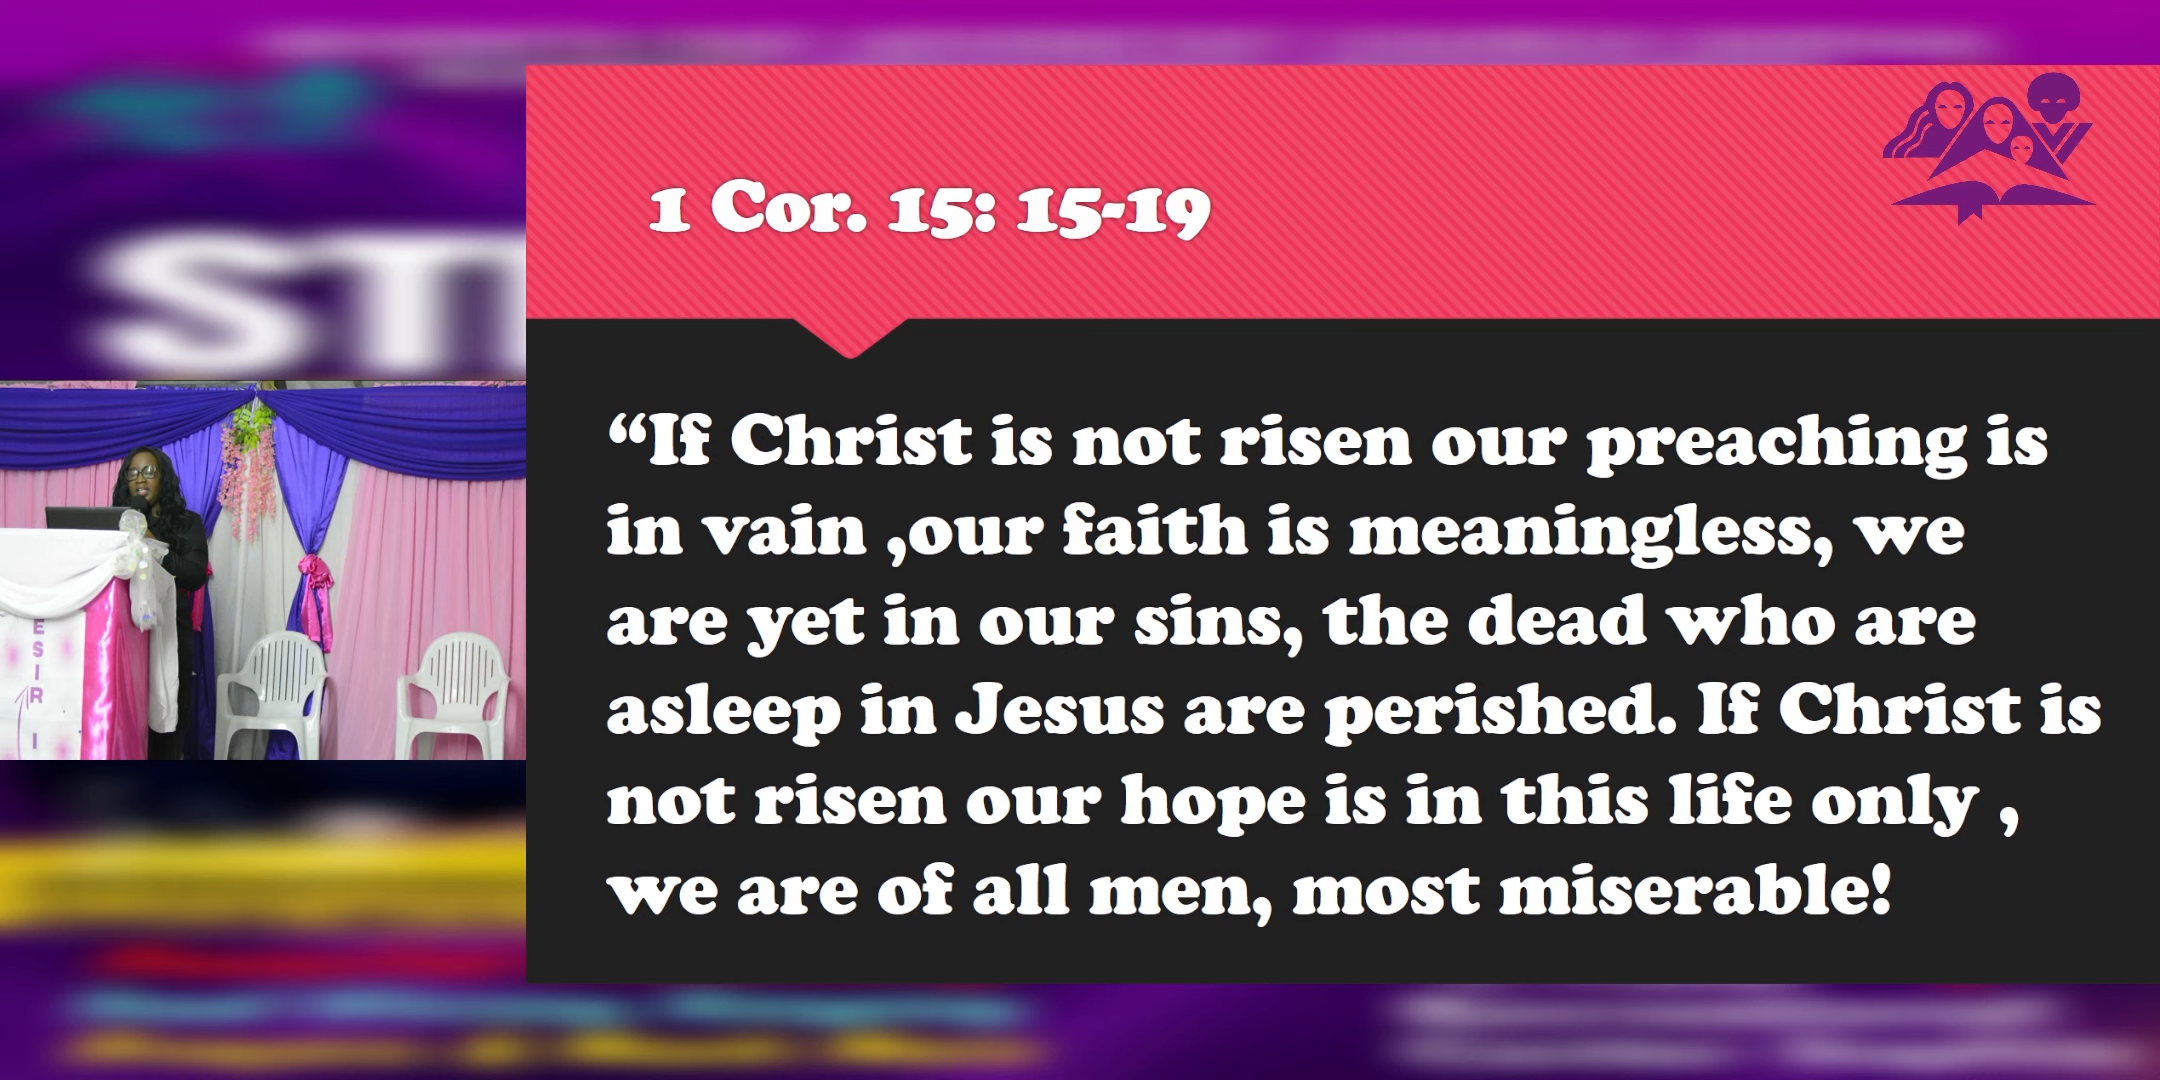 1 Cor. 15: 15-19
“If Christ is not risen our preaching is
in vain ,our faith is meaningless, we
are yet in our sins, the dead who are
asleep in Jesus are perished. If Christ is
not risen our hope is in this life only ,
we are of all men, most miserable!
ST
E
S
I
R
I